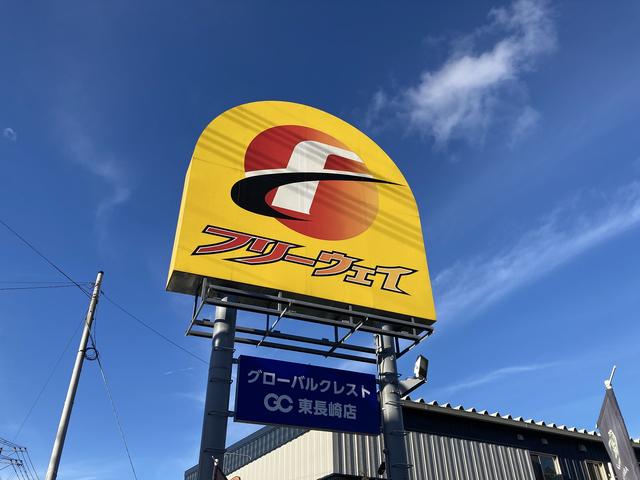 フリーウェイ
グローバルクレスト
GC 東長崎店